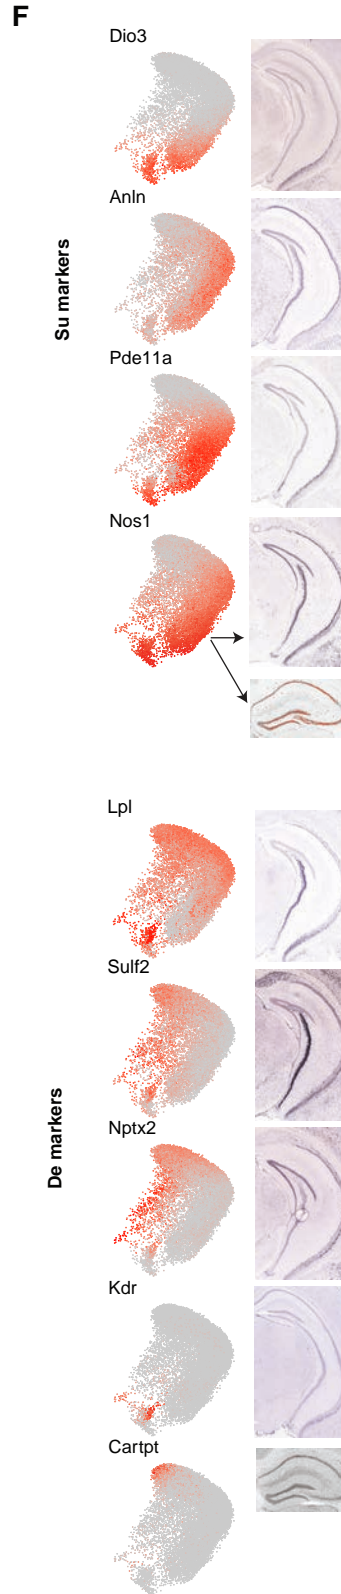 F
Dio3
Anln
Su markers
Pde11a
Nos1
Lpl
Sulf2
De markers
Nptx2
Kdr
Cartpt